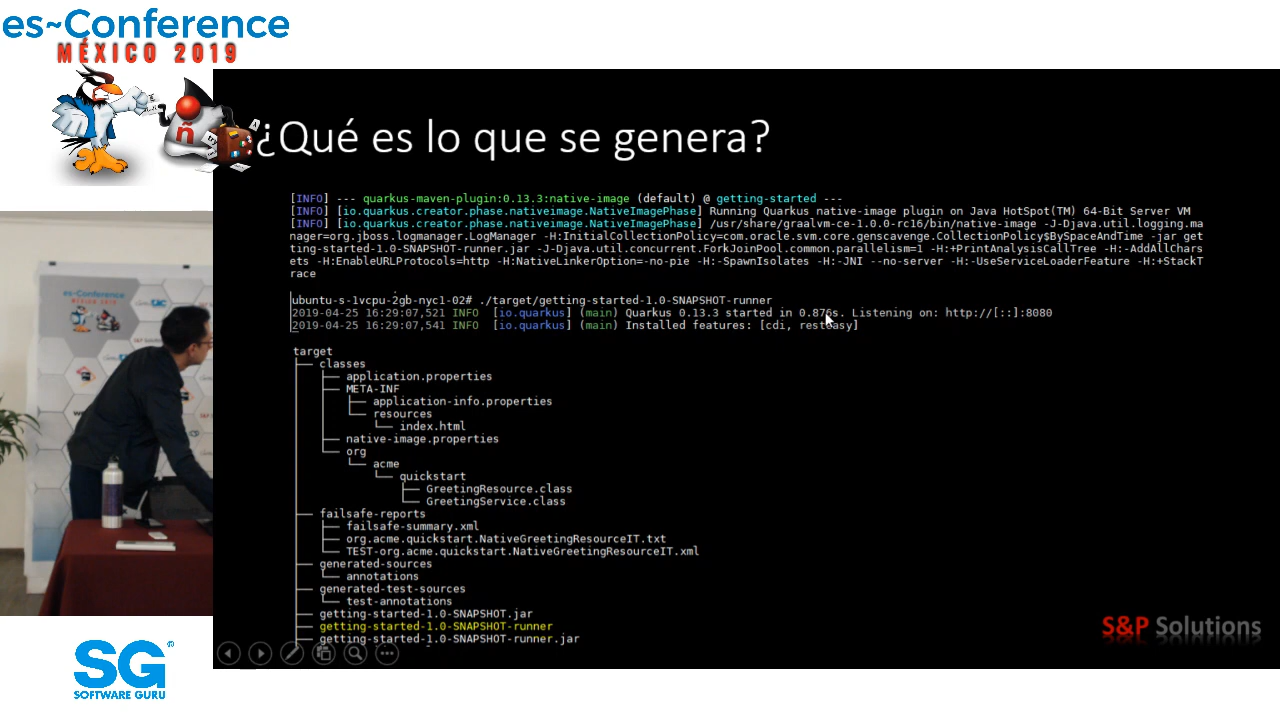 es~Conference
MÉXICO 2019
ñ
¿Qué es lo que se genera?
[INFO] --- quarkus-maven-plugin:0.13.3:native-image (default) @ getting-started ---
[INFO] [io.quarkus.creator.phase.nativeimage.NativeImagePhase] Running Quarkus native-image plugin on Java HotSpot(TM) 64-Bit Server VM
[INFO] [io.quarkus.creator.phase.nativeimage.NativeImagePhase] /usr/share/graalvm-ce-1.0.0-rc16/bin/native-image -J-Djava.util.logging.ma
nager=org.jboss.logmanager.LogManager -H:InitialCollectionPolicy=com.oracle.svm.core.genscavenge.CollectionPolicy$BySpaceAndTime -jar get
ting-started-1.0-SNAPSHOT-runner.jar -J-Djava.util.concurrent.ForkJoinPool.common.parallelism=1 -H:+PrintAnalysisCallTree -H:-AddAllChars
ets -H:EnableURLProtocols=http -H:NativeLinkerOption=-no-pie -H:-SpawnIsolates -H:-JNI --no-server -H:-UseServiceLoaderFeature -H:+StackT
race
ubuntu-s-1vcpu-2gb-nyc1-02# ./target/getting-started-1.0-SNAPSHOT-runner
2019-04-25 16:29:07,521 INFO [io.quarkus] (main) Quarkus 0.13.3 started in 0.876s. Listening on: http://[::]:8080
2019-04-25 16:29:07,541 INFO [io.quarkus] (main) Installed features: [cdi, resteasy]
target
├── classes
│   ├── application.properties
│   ├── META-INF
│   │   ├── application-info.properties
│   │   └── resources
│   │       └── index.html
│   ├── native-image.properties
│   └── org
│       └── acme
│           └── quickstart
│               ├── GreetingResource.class
│               └── GreetingService.class
├── failsafe-reports
│   ├── failsafe-summary.xml
│   ├── org.acme.quickstart.NativeGreetingResourceIT.txt
│   └── TEST-org.acme.quickstart.NativeGreetingResourceIT.xml
├── generated-sources
│   └── annotations
├── generated-test-sources
│   └── test-annotations
├── getting-started-1.0-SNAPSHOT.jar
├── getting-started-1.0-SNAPSHOT-runner
├── getting-started-1.0-SNAPSHOT-runner.jar
S&P Solutions
SG®
SOFTWARE GURU